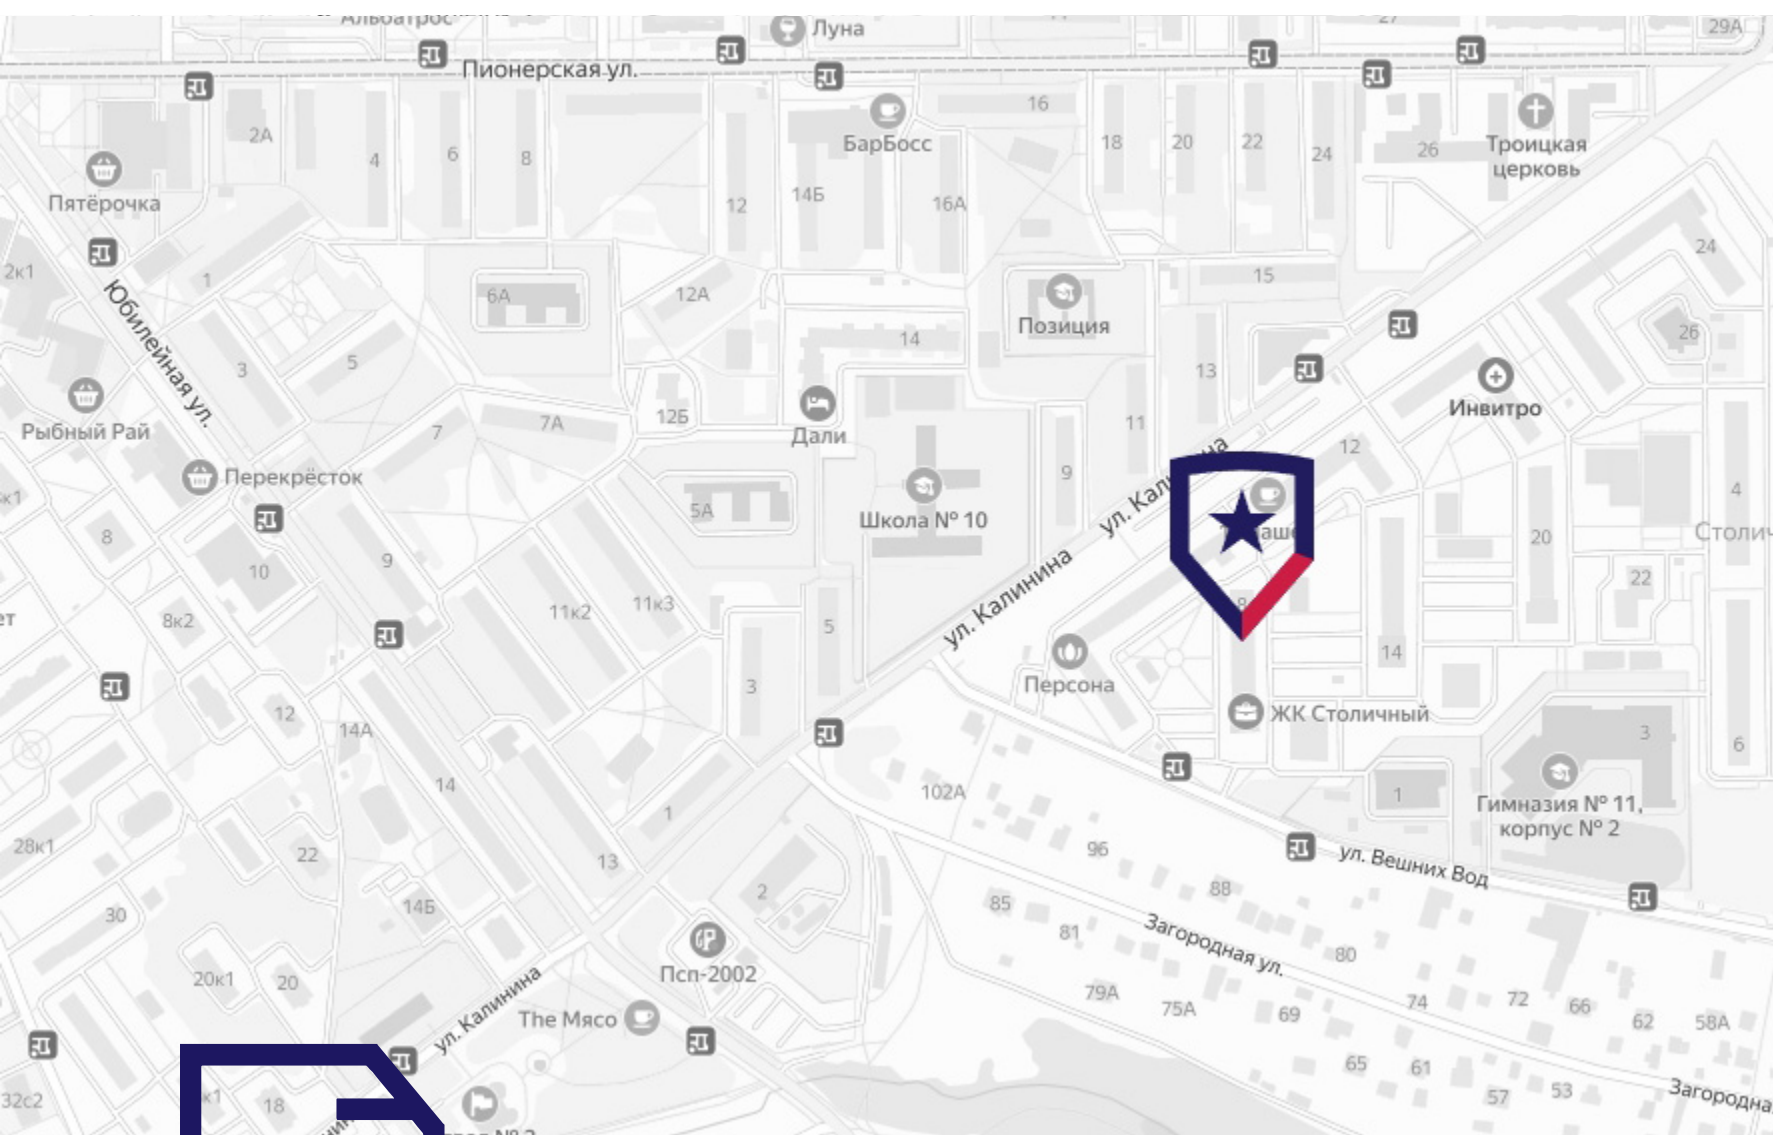 Луна
29А
Пионерская ул.
16
БарБосс
2А
4
6
8
18
20
22
24
26
Троицкая
церковь
Пятёрочка
12
14Б
16А
2к1
1
6А
12А
15
24
Юбилейная ул.
Позиция
14
26
3
5
13
Инвитро
Рыбный Рай
7
7А
12Б
Дали
11
12
Перекрёсток
9
ул. Калинина
4
8
5А
Школа № 10
20
Столич
10
9
22
8к2
11к2
11к3
5
ул. Калинина
8
14
3
Персона
12
14А
ЖК Столичный
3
6
14
102А
1
1
Гимназия № 11,
корпус № 2
28к1
22
13
96
ул. Вешних Вод
2
88
30
14Б
85
81
Загородная ул.
80
20к1
20
Псп-2002
79А
75А
69
74
72
66
62
58А
ул. Калинина
The Мясо
65
61
57
53
Загородна
32с2
к1
18